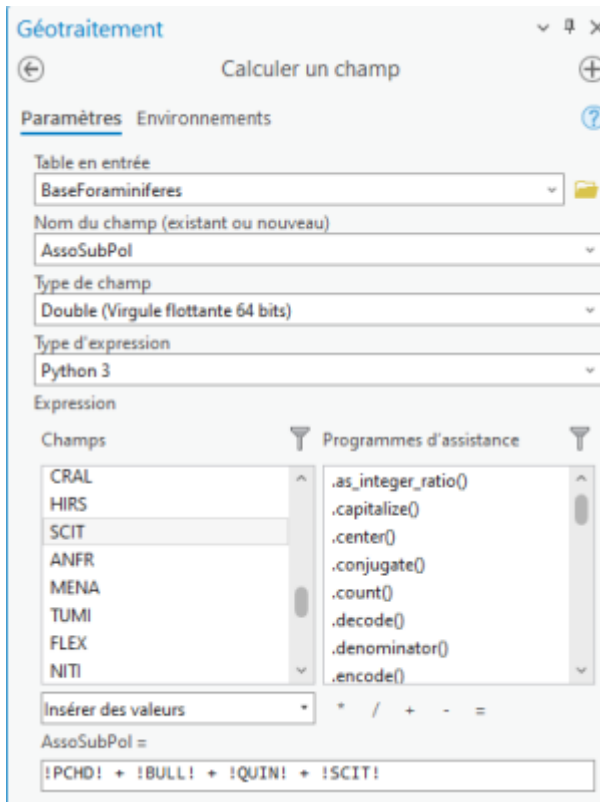 Géotraitement
Calculer un champ
Paramètres Environnements
Table en entrée
BaseForaminiferes
Nom du champ (existant ou nouveau)
AssoSubPol
Type de champ
Double (Virgule flottante 64 bits)
Type d'expression
Python 3
Expression
Champs Programmes d'assistance
CRAL .as_integer_ratio()
HIRS .capitalize()
SCIT .center()
ANFR .conjugate()
MENA .count()
TUMI .decode()
FLEX .denominator()
NITI .encode()
Insérer des valeurs * / + - =
AssoSubPol =
!PCHD! + !BULL! + !QUIN! + !SCIT!